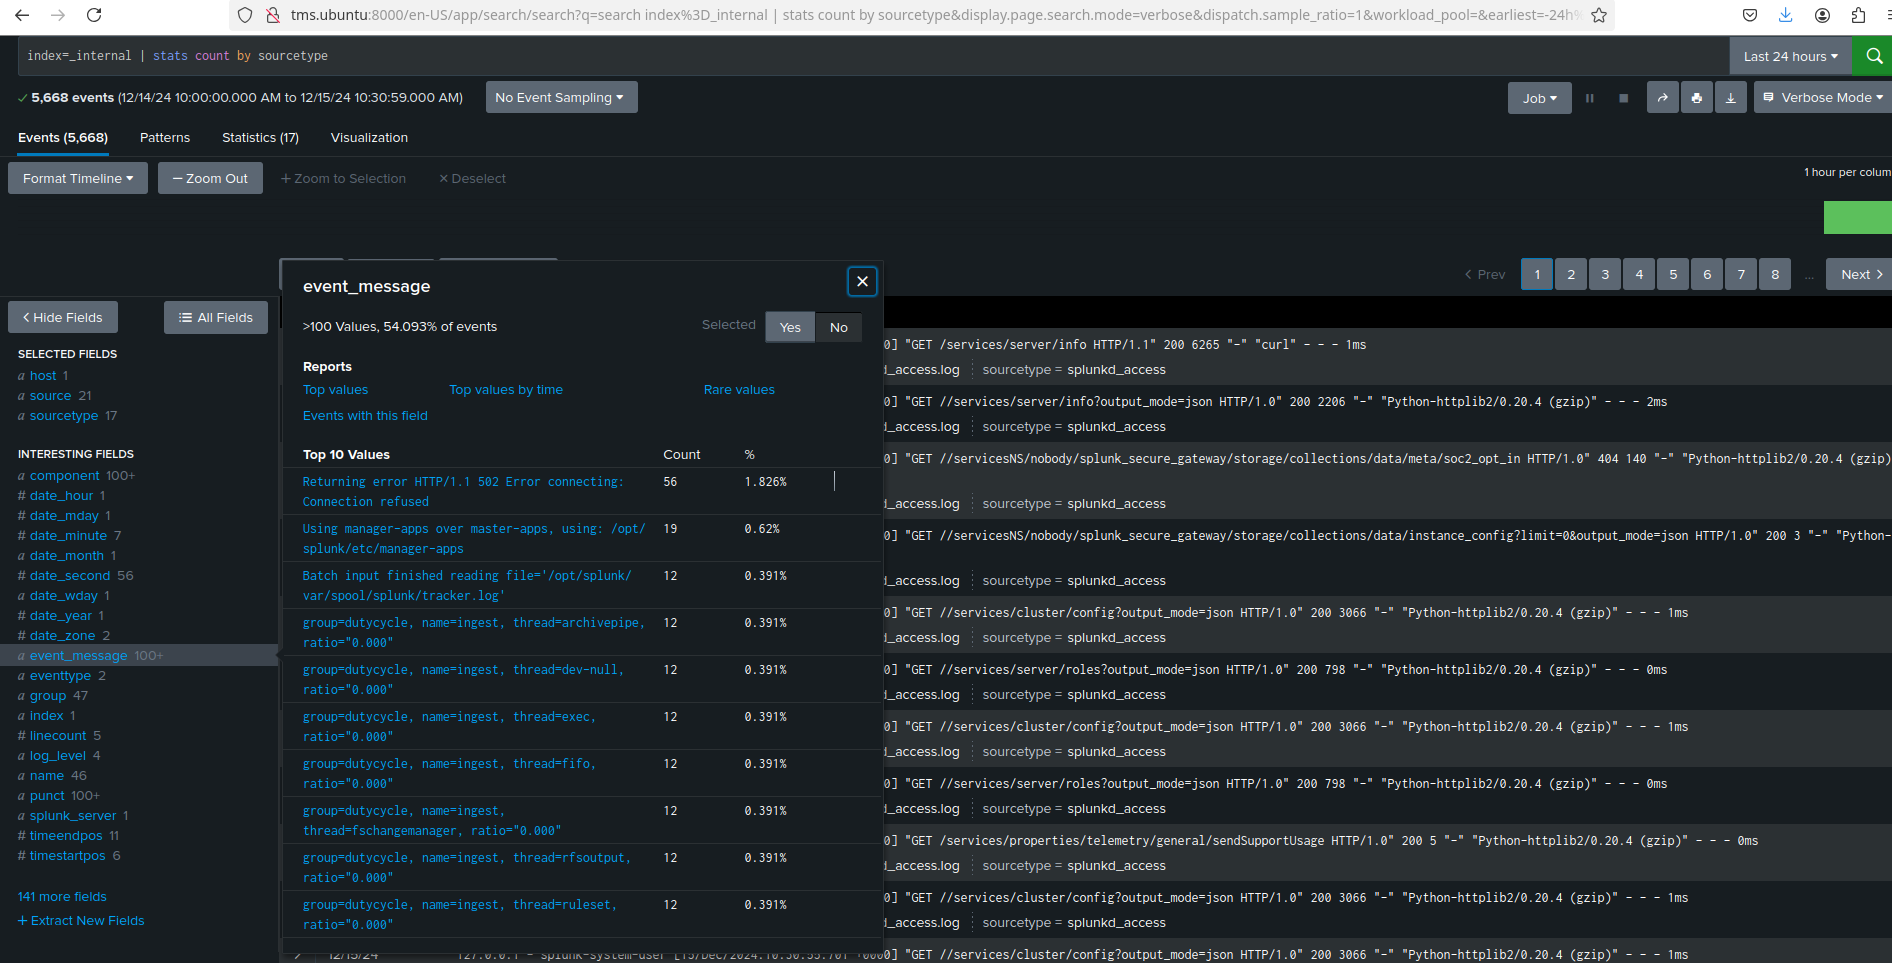 tms.ubuntu:8000/en-US/app/search/search?q=search index%3D_internal | stats count by sourcetype&display.page.search.mode=verbose&dispatch.sample_ratio=1&workload_pool=&earliest=-24h%
index=_internal | stats count by sourcetype
Last 24 hours
5,668 events (12/14/24 10:00:00.000 AM to 12/15/24 10:30:59.000 AM)
No Event Sampling
Job
Verbose Mode
Events (5,668)
Patterns
Statistics (17)
Visualization
Format Timeline
− Zoom Out
+ Zoom to Selection
× Deselect
1 hour per colum
< Prev
1
2
3
4
5
6
7
8
...
Next >
< Hide Fields
All Fields
SELECTED FIELDS
a host 1
a source 21
a sourcetype 17
INTERESTING FIELDS
a component 100+
# date_hour 1
# date_mday 1
# date_minute 7
a date_month 1
# date_second 56
a date_wday 1
# date_year 1
# date_zone 2
a event_message 100+
a eventtype 2
a group 47
a index 1
# linecount 5
a log_level 4
a name 46
a punct 100+
a splunk_server 1
# timeendpos 11
# timestartpos 6
141 more fields
+ Extract New Fields
event_message
>100 Values, 54.093% of events
Selected
Yes
No
Reports
Top values
Top values by time
Rare values
Events with this field
Top 10 Values Count %
Returning error HTTP/1.1 502 Error connecting: 56 1.826%
Connection refused
Using manager-apps over master-apps, using: /opt/ 19 0.62%
splunk/etc/manager-apps
Batch input finished reading file='/opt/splunk/ 12 0.391%
var/spool/splunk/tracker.log'
group=dutycycle, name=ingest, thread=archivepipe, 12 0.391%
ratio="0.000"
group=dutycycle, name=ingest, thread=dev-null, 12 0.391%
ratio="0.000"
group=dutycycle, name=ingest, thread=exec, 12 0.391%
ratio="0.000"
group=dutycycle, name=ingest, thread=fifo, 12 0.391%
ratio="0.000"
group=dutycycle, name=ingest, 12 0.391%
thread=fschangemanager, ratio="0.000"
group=dutycycle, name=ingest, thread=rfsoutput, 12 0.391%
ratio="0.000"
group=dutycycle, name=ingest, thread=ruleset, 12 0.391%
ratio="0.000"
0] "GET /services/server/info HTTP/1.1" 200 6265 "-" "curl" - - - 1ms
d_access.log sourcetype = splunkd_access
0] "GET //services/server/info?output_mode=json HTTP/1.0" 200 2206 "-" "Python-httplib2/0.20.4 (gzip)" - - - 2ms
d_access.log sourcetype = splunkd_access
0] "GET //servicesNS/nobody/splunk_secure_gateway/storage/collections/data/meta/soc2_opt_in HTTP/1.0" 404 140 "-" "Python-httplib2/0.20.4 (gzip)
d_access.log sourcetype = splunkd_access
0] "GET //servicesNS/nobody/splunk_secure_gateway/storage/collections/data/instance_config?limit=0&output_mode=json HTTP/1.0" 200 3 "-" "Python-
d_access.log sourcetype = splunkd_access
0] "GET //services/cluster/config?output_mode=json HTTP/1.0" 200 3066 "-" "Python-httplib2/0.20.4 (gzip)" - - - 1ms
d_access.log sourcetype = splunkd_access
0] "GET //services/server/roles?output_mode=json HTTP/1.0" 200 798 "-" "Python-httplib2/0.20.4 (gzip)" - - - 0ms
d_access.log sourcetype = splunkd_access
0] "GET //services/cluster/config?output_mode=json HTTP/1.0" 200 3066 "-" "Python-httplib2/0.20.4 (gzip)" - - - 1ms
d_access.log sourcetype = splunkd_access
0] "GET //services/server/roles?output_mode=json HTTP/1.0" 200 798 "-" "Python-httplib2/0.20.4 (gzip)" - - - 0ms
d_access.log sourcetype = splunkd_access
0] "GET /services/properties/telemetry/general/sendSupportUsage HTTP/1.0" 200 5 "-" "Python-httplib2/0.20.4 (gzip)" - - - 0ms
d_access.log sourcetype = splunkd_access
0] "GET //services/cluster/config?output_mode=json HTTP/1.0" 200 3066 "-" "Python-httplib2/0.20.4 (gzip)" - - - 1ms
d_access.log sourcetype = splunkd_access
12/15/24 127.0.0.1 - splunk-system-user [15/Dec/2024:10:30:55.701 +0000] "GET //services/cluster/config?output_mode=json HTTP/1.0" 200 3066 "-" "Python-httplib2/0.20.4 (gzip)" - - - 1ms